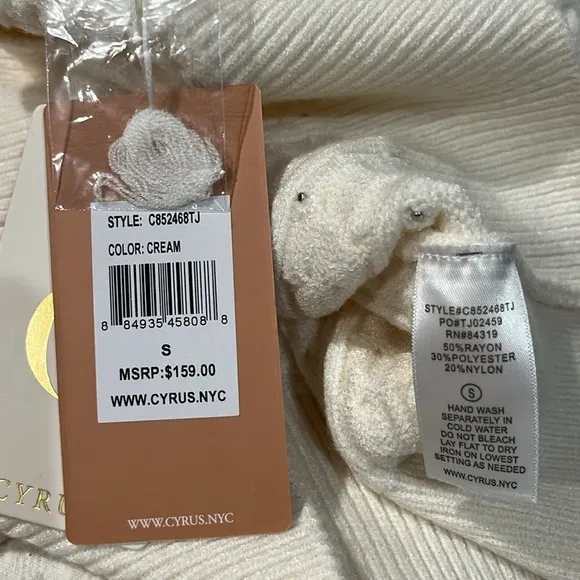 STYLE: C852468TJ
COLOR: CREAM
8 84935 45808 8
S
MSRP:$159.00
WWW.CYRUS.NYC
WWW.CYRUS.NYC
CYRUS
STYLE#C852468TJ
PO#TJ02459
RN#84319
50%RAYON
30%POLYESTER
20%NYLON
S
HAND WASH
SEPARATELY IN
COLD WATER
DO NOT BLEACH
LAY FLAT TO DRY
IRON ON LOWEST
SETTING AS NEEDED
WWW.CYRUS.NYC